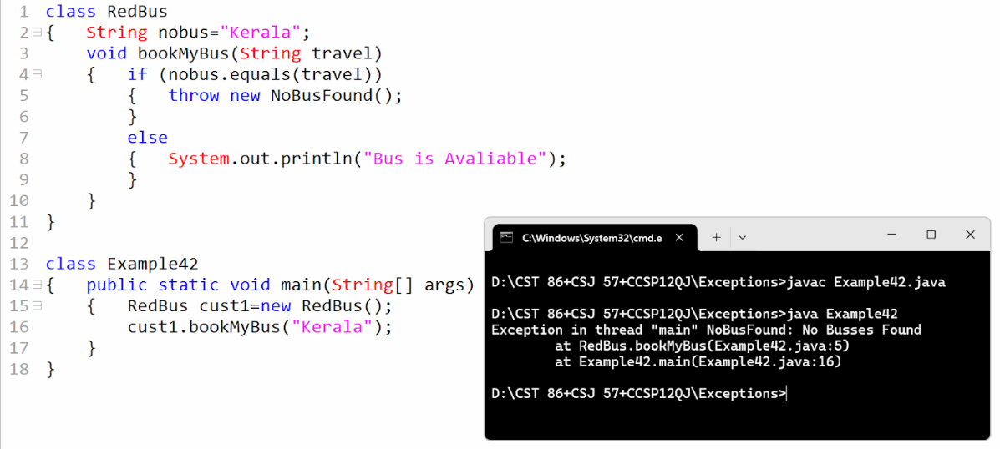 1 class RedBus
2 {   String nobus="Kerala";
3     void bookMyBus(String travel)
4     {   if (nobus.equals(travel))
5         {   throw new NoBusFound();
6         }
7         else
8         {   System.out.println("Bus is Avaliable");
9         }
10     }
11 }
12
13 class Example42
14 {   public static void main(String[] args)
15     {   RedBus cust1=new RedBus();
16         cust1.bookMyBus("Kerala");
17     }
18 }
C:\Windows\System32\cmd.e
D:\CST 86+CSJ 57+CCSP12QJ\Exceptions>javac Example42.java
D:\CST 86+CSJ 57+CCSP12QJ\Exceptions>java Example42
Exception in thread "main" NoBusFound: No Busses Found
        at RedBus.bookMyBus(Example42.java:5)
        at Example42.main(Example42.java:16)
D:\CST 86+CSJ 57+CCSP12QJ\Exceptions>